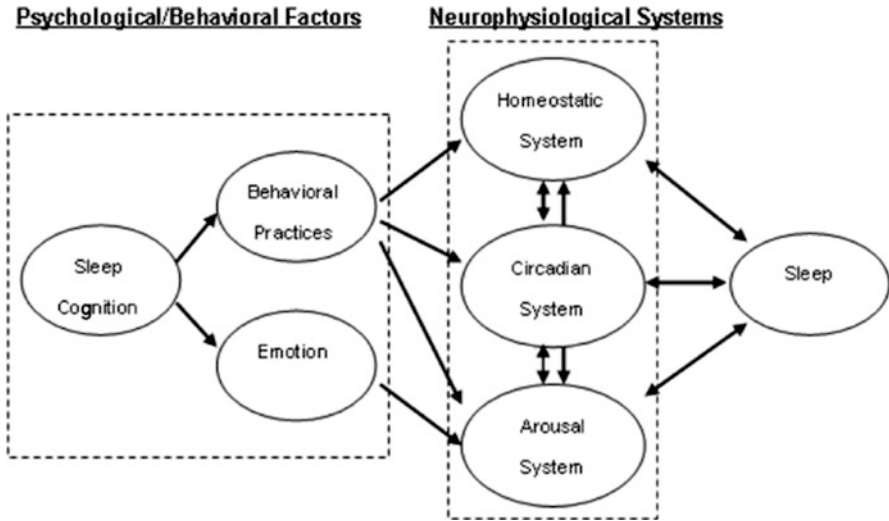 Psychological/Behavioral Factors
Neurophysiological Systems
Homeostatic
System
Behavioral
Practices
Sleep
Cognition
Circadian
System
Sleep
Emotion
Arousal
System